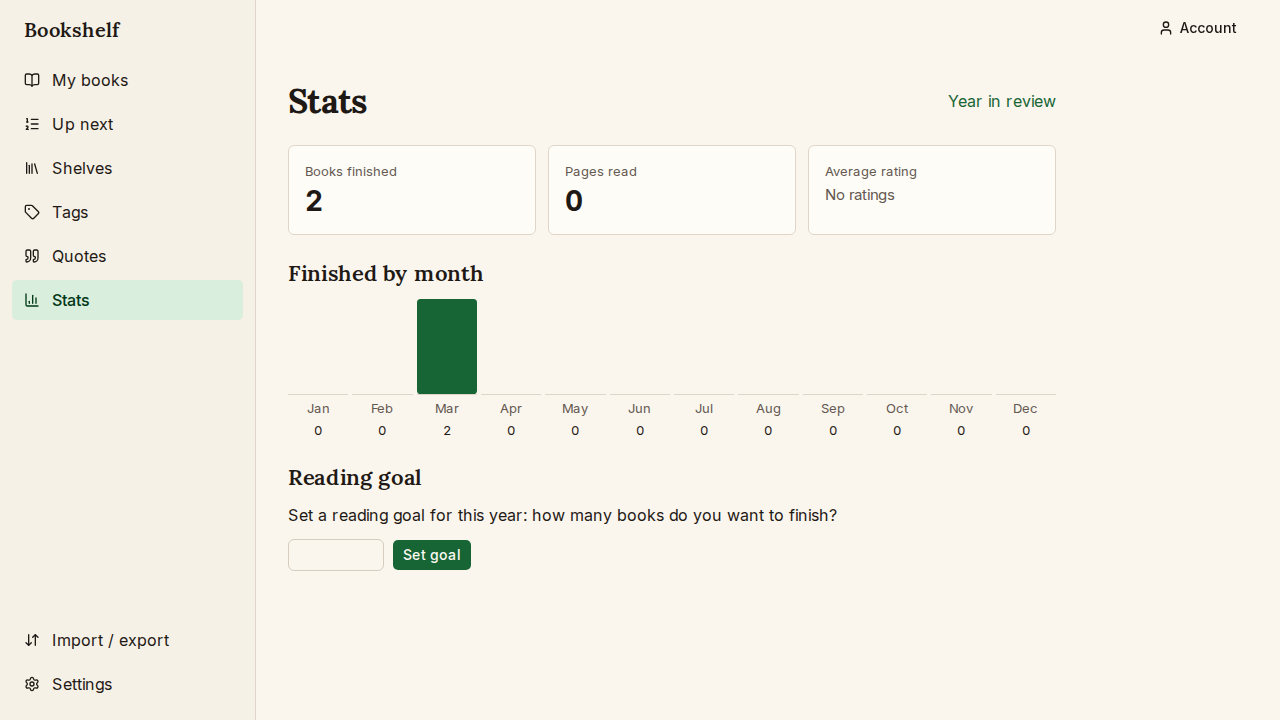 Bookshelf
Account
My books
Up next
Shelves
Tags
Quotes
Stats
Import / export
Settings
Stats
Year in review
Books finished
2
Pages read
0
Average rating
No ratings
Finished by month
Jan Feb Mar Apr May Jun Jul Aug Sep Oct Nov Dec
0 0 2 0 0 0 0 0 0 0 0 0
Reading goal
Set a reading goal for this year: how many books do you want to finish?
Set goal